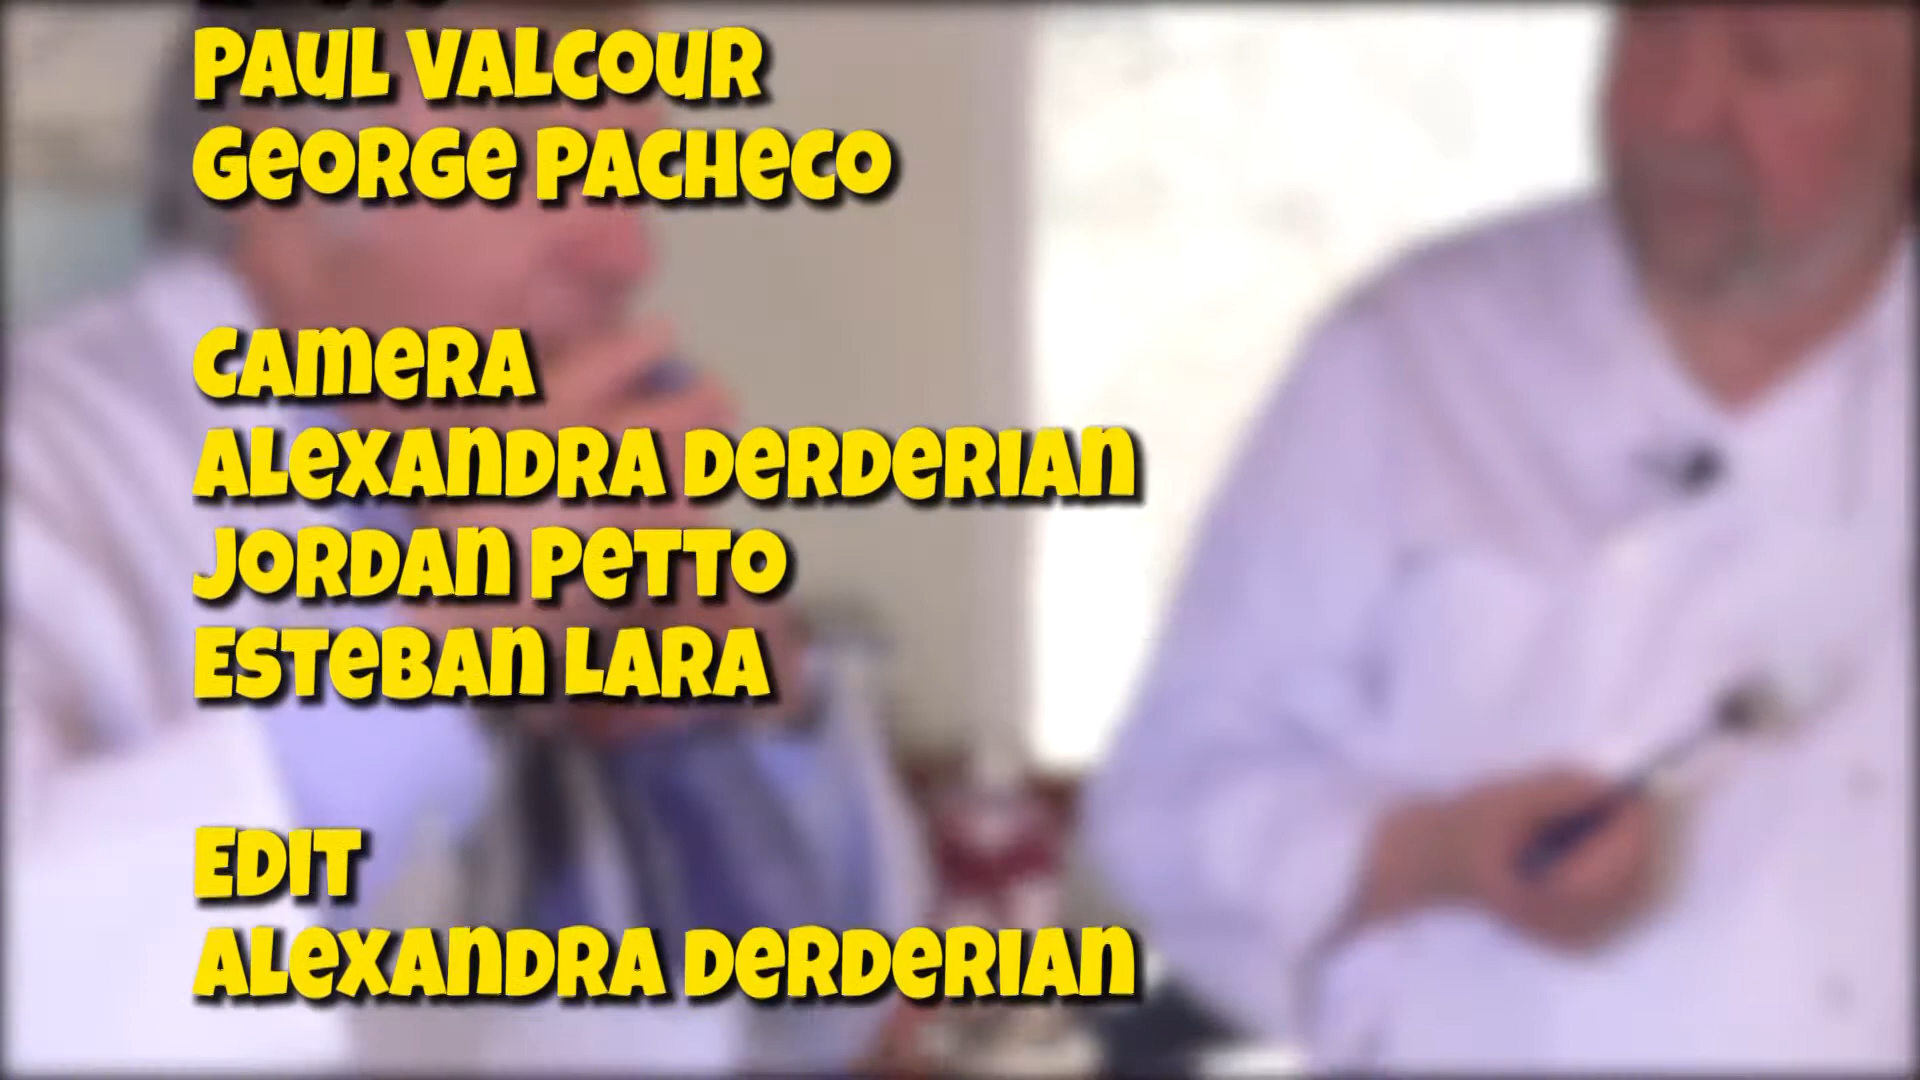 Paul Valcour
George Pacheco
Camera
Alexandra Derderian
Jordan Petto
Esteban Lara
Edit
Alexandra Derderian